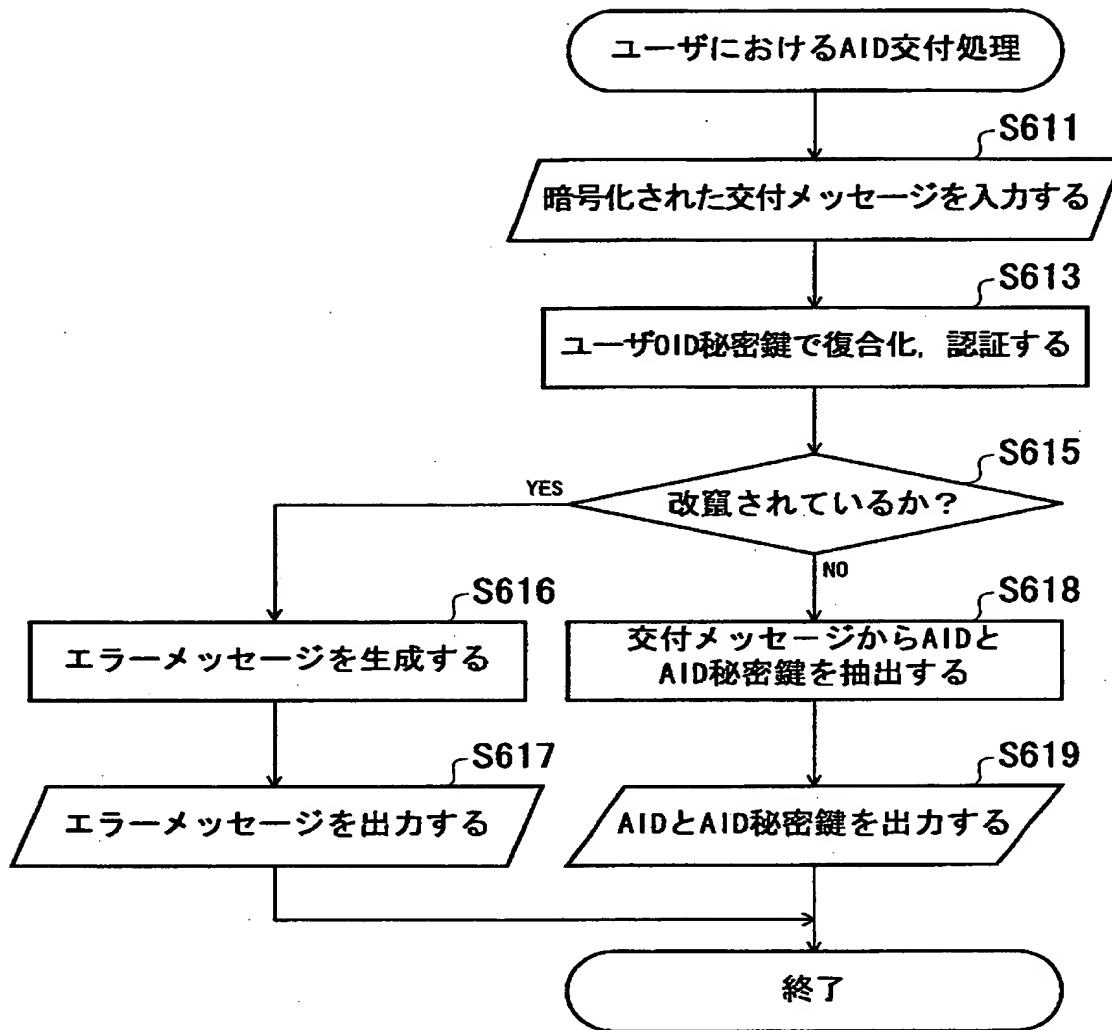 ユーザにおけるAID交付処理
S611
暗号化された交付メッセージを入力する
S613
ユーザOID秘密鍵で復合化, 認証する
S615
改竄されているか？
YES
NO
S616
エラーメッセージを生成する
S618
交付メッセージからAIDと
AID秘密鍵を抽出する
S617
エラーメッセージを出力する
S619
AIDとAID秘密鍵を出力する
終了